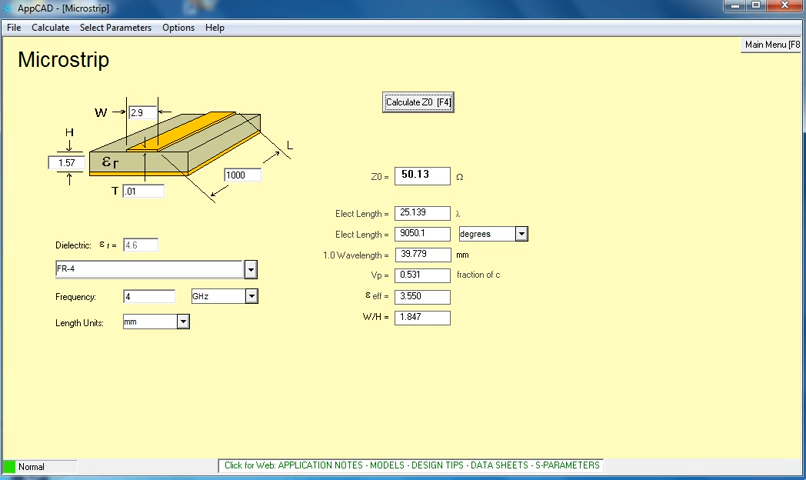 AppCAD - [Microstrip]
File Calculate Select Parameters Options Help
Main Menu [F8
Microstrip
Calculate Z0 [F4]
W 2.9
H
L
1.57
εr
1000
T .01
Z0 = 50.13 Ω
Elect Length = 25.139 λ
Elect Length = 9050.1 degrees
1.0 Wavelength = 39.779 mm
Vp = 0.531 fraction of c
ε eff = 3.550
W/H = 1.847
Dielectric: ε r = 4.6
FR-4
Frequency: 4 GHz
Length Units: mm
Normal
Click for Web: APPLICATION NOTES - MODELS - DESIGN TIPS - DATA SHEETS - S-PARAMETERS